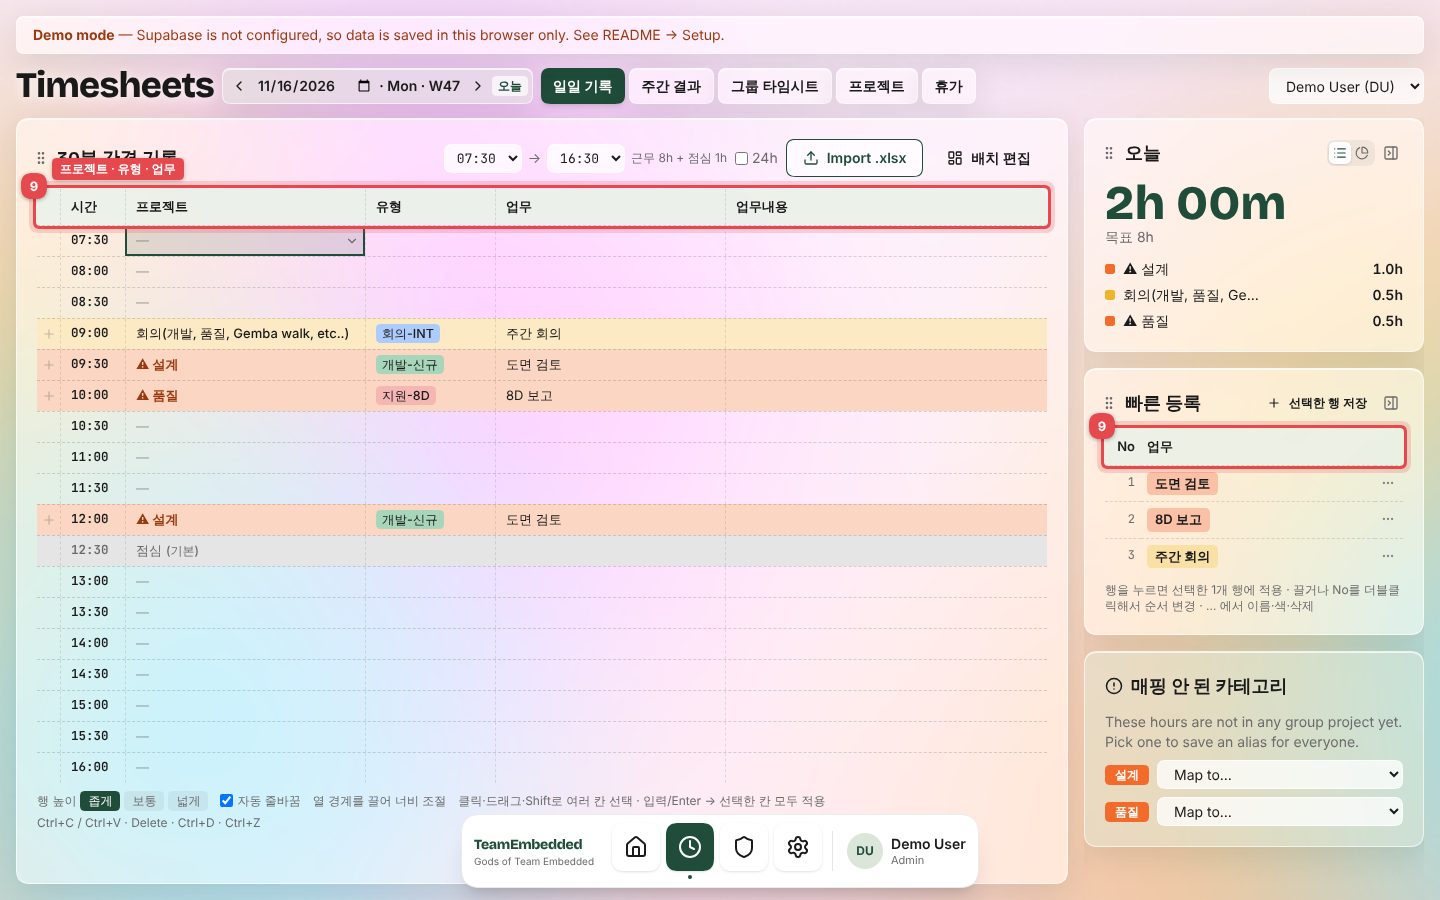 Demo mode — Supabase is not configured, so data is saved in this browser only. See README → Setup.
Timesheets
11/16/2026 · Mon · W47 오늘
일일 기록 주간 결과 그룹 타임시트 프로젝트 휴가
Demo User (DU)
07:30 → 16:30 근무 8h + 점심 1h 24h Import .xlsx 배치 편집
프로젝트 · 유형 · 업무
9
시간 프로젝트 유형 업무 업무내용
07:30 —
08:00 —
08:30 —
+ 09:00 회의(개발, 품질, Gemba walk, etc..) 회의-INT 주간 회의
+ 09:30 ⚠ 설계 개발-신규 도면 검토
+ 10:00 ⚠ 품질 지원-8D 8D 보고
10:30 —
11:00 —
11:30 —
+ 12:00 ⚠ 설계 개발-신규 도면 검토
12:30 점심 (기본)
13:00 —
13:30 —
14:00 —
14:30 —
15:00 —
15:30 —
16:00 —
행 높이 좁게 보통 넓게 자동 줄바꿈 열 경계를 끌어 너비 조절 클릭·드래그·Shift로 여러 칸 선택 · 입력/Enter → 선택한 칸 모두 적용
Ctrl+C / Ctrl+V · Delete · Ctrl+D · Ctrl+Z
오늘
2h 00m
목표 8h
⚠ 설계 1.0h
회의(개발, 품질, Ge... 0.5h
⚠ 품질 0.5h
빠른 등록 + 선택한 행 저장
9
No 업무
1 도면 검토 ...
2 8D 보고 ...
3 주간 회의 ...
행을 누르면 선택한 1개 행에 적용 · 끌거나 No를 더블클
릭해서 순서 변경 · ... 에서 이름·색·삭제
매핑 안 된 카테고리
These hours are not in any group project yet.
Pick one to save an alias for everyone.
설계 Map to...
품질 Map to...
TeamEmbedded
Gods of Team Embedded
DU
Demo User
Admin